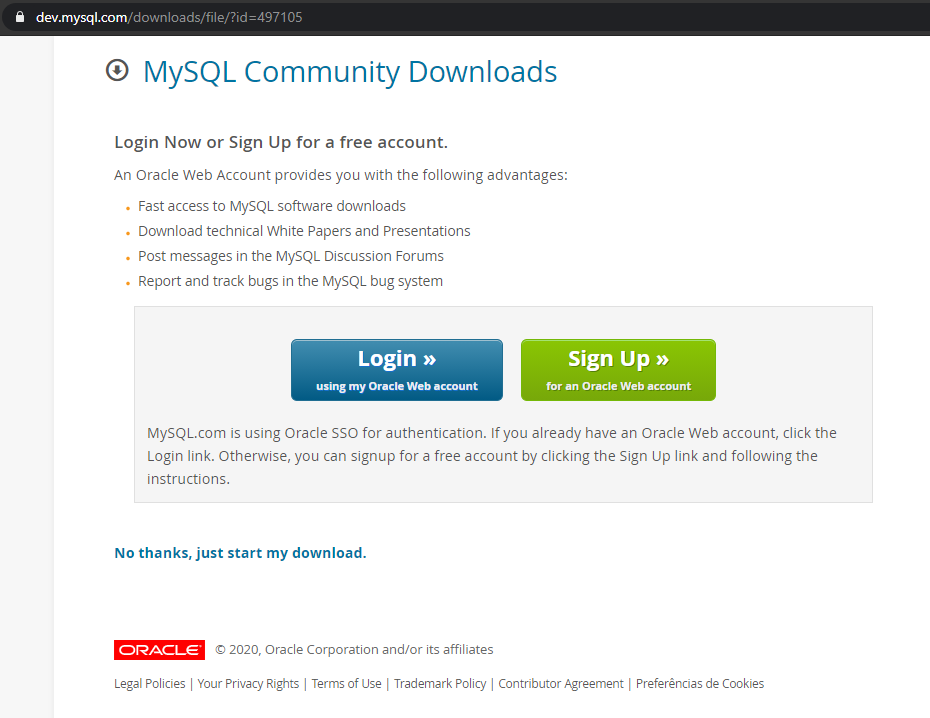 dev.mysql.com/downloads/file/?id=497105
MySQL Community Downloads
Login Now or Sign Up for a free account.
An Oracle Web Account provides you with the following advantages:
Fast access to MySQL software downloads
Download technical White Papers and Presentations
Post messages in the MySQL Discussion Forums
Report and track bugs in the MySQL bug system
Login »
using my Oracle Web account
Sign Up »
for an Oracle Web account
MySQL.com is using Oracle SSO for authentication. If you already have an Oracle Web account, click the
Login link. Otherwise, you can signup for a free account by clicking the Sign Up link and following the
instructions.
No thanks, just start my download.
ORACLE © 2020, Oracle Corporation and/or its affiliates
Legal Policies | Your Privacy Rights | Terms of Use | Trademark Policy | Contributor Agreement | Preferências de Cookies